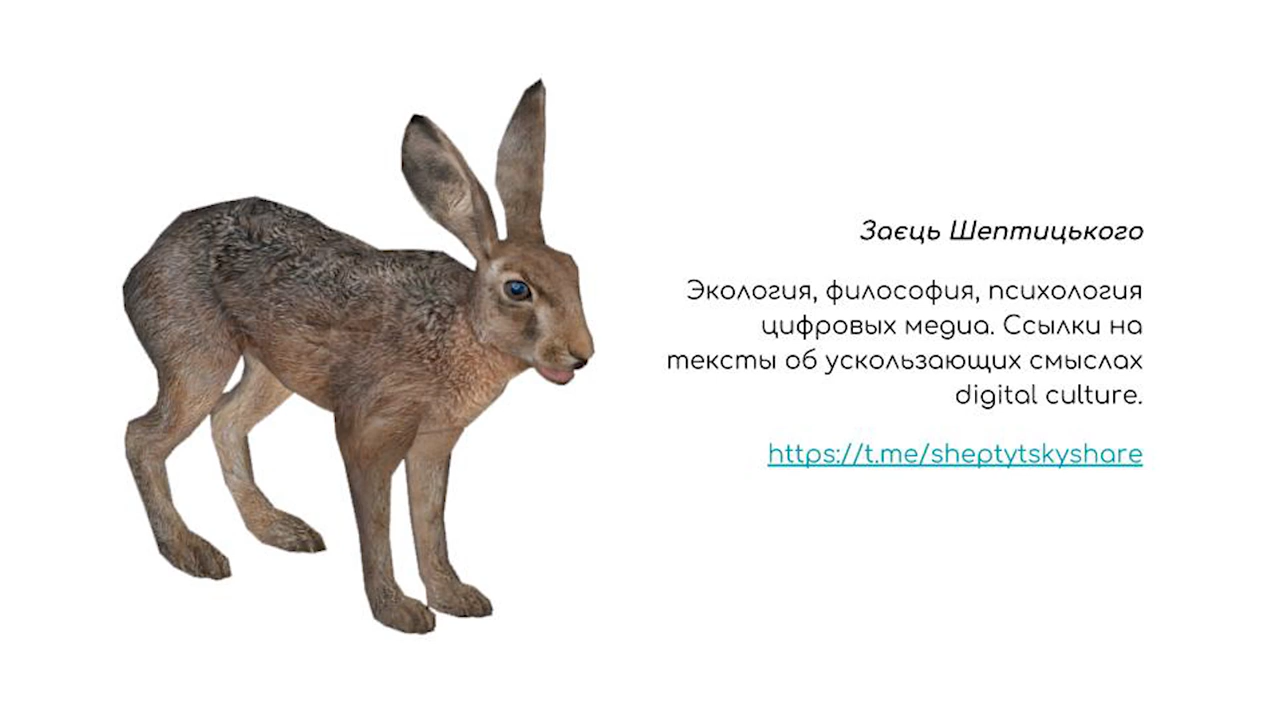 Заєць Шептицького
Экология, философия, психология
цифровых медиа. Ссылки на
тексты об ускользающих смыслах
digital culture.
https://t.me/sheptytskyshare